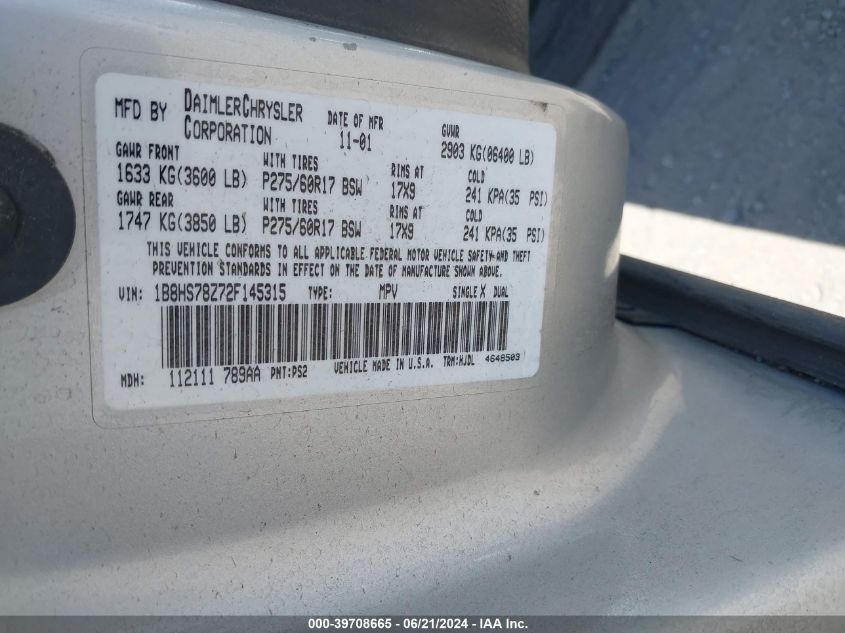 MFD BY DAIMLERCHRYSLER CORPORATION DATE OF MFR 11-01 GVWR 2903 KG(06400 LB)
GAWR FRONT WITH TIRES RIMS AT COLD
1633 KG(3600 LB) P275/60R17 BSW 17X9 241 KPA(35 PSI)
GAWR REAR WITH TIRES RIMS AT COLD
1747 KG(3850 LB) P275/60R17 BSW 17X9 241 KPA(35 PSI)
THIS VEHICLE CONFORMS TO ALL APPLICABLE FEDERAL MOTOR VEHICLE SAFETY AND THEFT
PREVENTION STANDARDS IN EFFECT ON THE DATE OF MANUFACTURE SHOWN ABOVE.
VIN: 1B8HS78Z72F145315 TYPE: MPV SINGLE X DUAL
MDH: 112111 789AA PNT:PS2 VEHICLE MADE IN U.S.A. TRM:HJDL 4648509
000-39708665 - 06/21/2024 - IAA Inc.